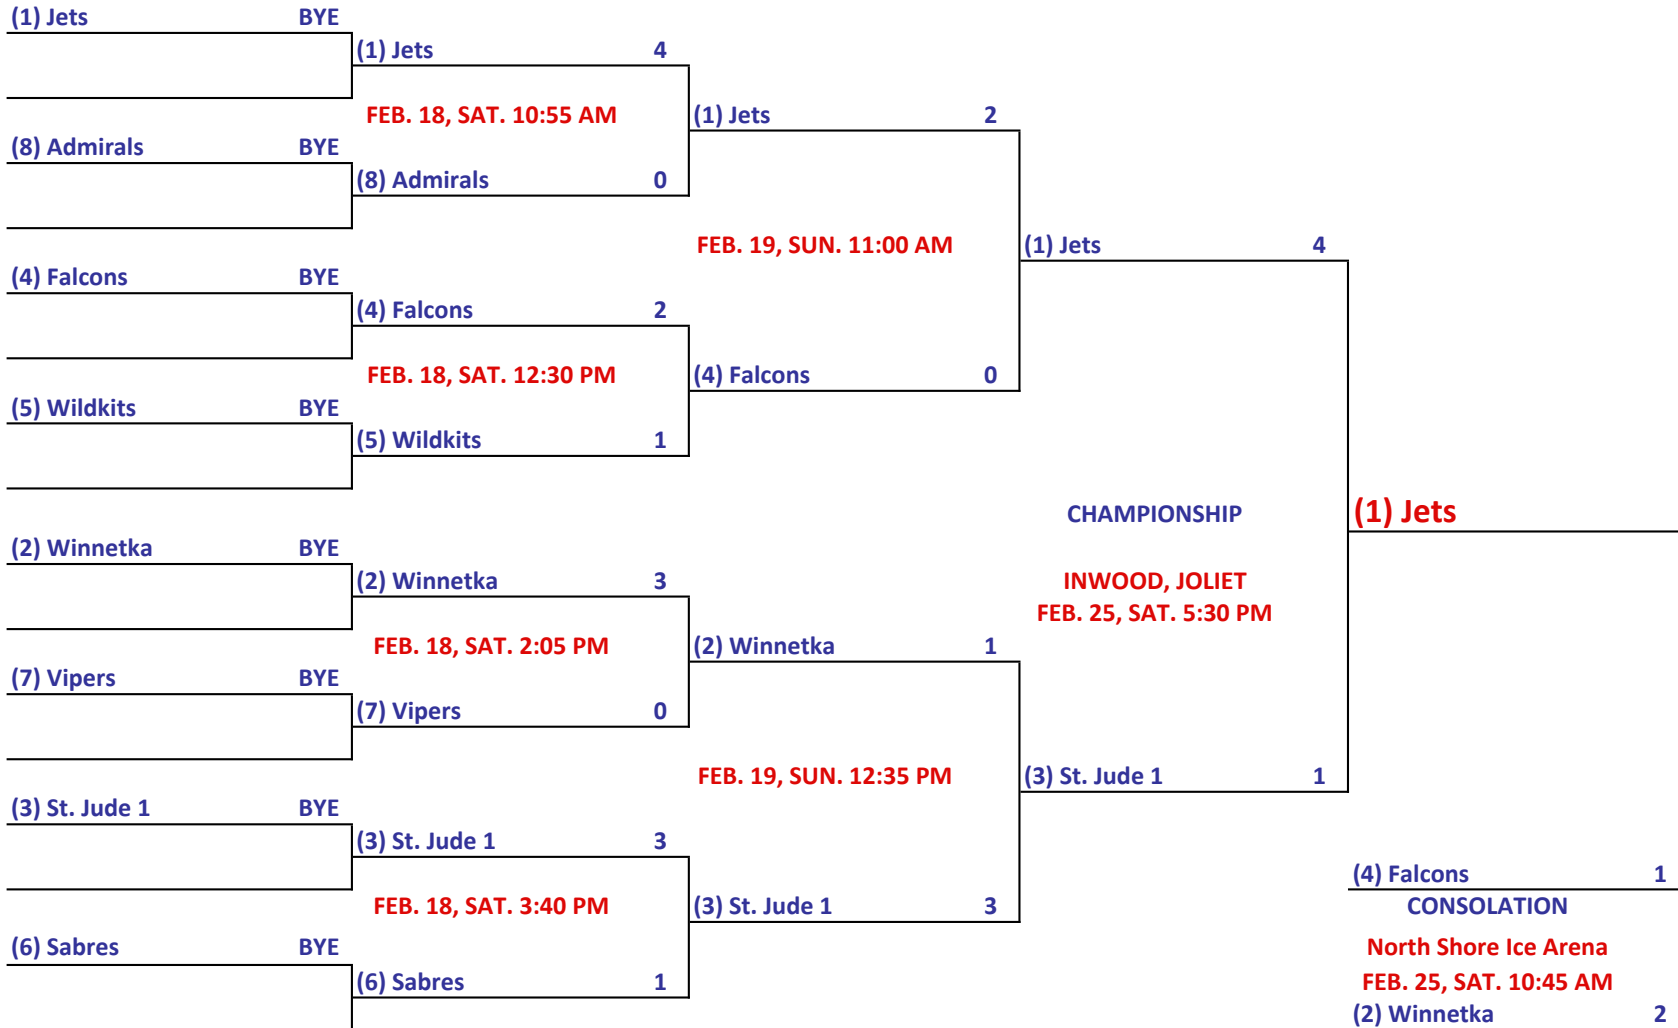 (1) Jets BYE
(1) Jets 4
FEB. 18, SAT. 10:55 AM
(1) Jets 2
(8) Admirals BYE
(8) Admirals 0
FEB. 19, SUN. 11:00 AM
(1) Jets 4
(4) Falcons BYE
(4) Falcons 2
FEB. 18, SAT. 12:30 PM
(4) Falcons 0
(5) Wildkits BYE
(5) Wildkits 1
CHAMPIONSHIP
(1) Jets
(2) Winnetka BYE
(2) Winnetka 3
INWOOD, JOLIET
FEB. 25, SAT. 5:30 PM
FEB. 18, SAT. 2:05 PM
(2) Winnetka 1
(7) Vipers BYE
(7) Vipers 0
FEB. 19, SUN. 12:35 PM
(3) St. Jude 1 1
(3) St. Jude 1 BYE
(3) St. Jude 1 3
(4) Falcons 1
FEB. 18, SAT. 3:40 PM
(3) St. Jude 1 3
CONSOLATION
(6) Sabres BYE
North Shore Ice Arena
(6) Sabres 1
FEB. 25, SAT. 10:45 AM
(2) Winnetka 2